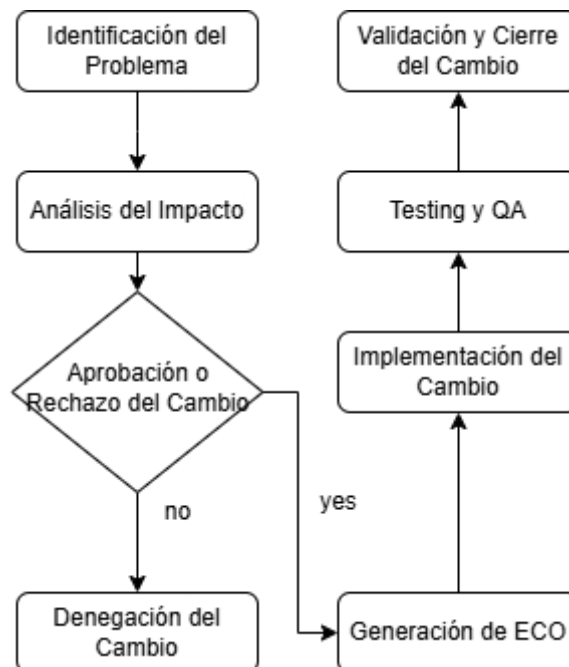 Identificación del
Problema
Análisis del Impacto
Aprobación o
Rechazo del Cambio
no
yes
Denegación del
Cambio
Generación de ECO
Implementación del
Cambio
Testing y QA
Validación y Cierre
del Cambio